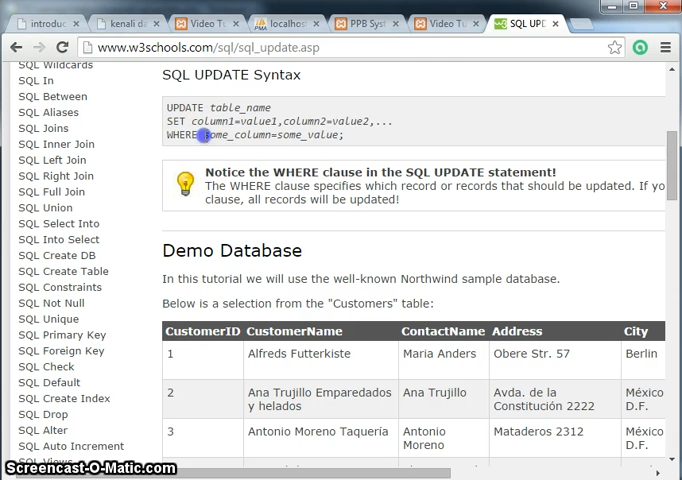 introduc
kenali da
Video Tu
localhos
PPB Syst
Video Tu
SQL UPD
www.w3schools.com/sql/sql_update.asp
SQL Wildcards
SQL In
SQL Between
SQL Aliases
SQL Joins
SQL Inner Join
SQL Left Join
SQL Right Join
SQL Full Join
SQL Union
SQL Select Into
SQL Into Select
SQL Create DB
SQL Create Table
SQL Constraints
SQL Not Null
SQL Unique
SQL Primary Key
SQL Foreign Key
SQL Check
SQL Default
SQL Create Index
SQL Drop
SQL Alter
SQL Auto Increment
SQL Views
SQL UPDATE Syntax
UPDATE table_name
SET column1=value1,column2=value2,...
WHERE some_column=some_value;
Notice the WHERE clause in the SQL UPDATE statement!
The WHERE clause specifies which record or records that should be updated. If yo
clause, all records will be updated!
Demo Database
In this tutorial we will use the well-known Northwind sample database.
Below is a selection from the "Customers" table:
CustomerID CustomerName ContactName Address City
1 Alfreds Futterkiste Maria Anders Obere Str. 57 Berlin
2 Ana Trujillo Emparedados Ana Trujillo Avda. de la México
y helados Constitución 2222 D.F.
3 Antonio Moreno Taquería Antonio Mataderos 2312 México
Moreno D.F.
Screencast-O-Matic.com